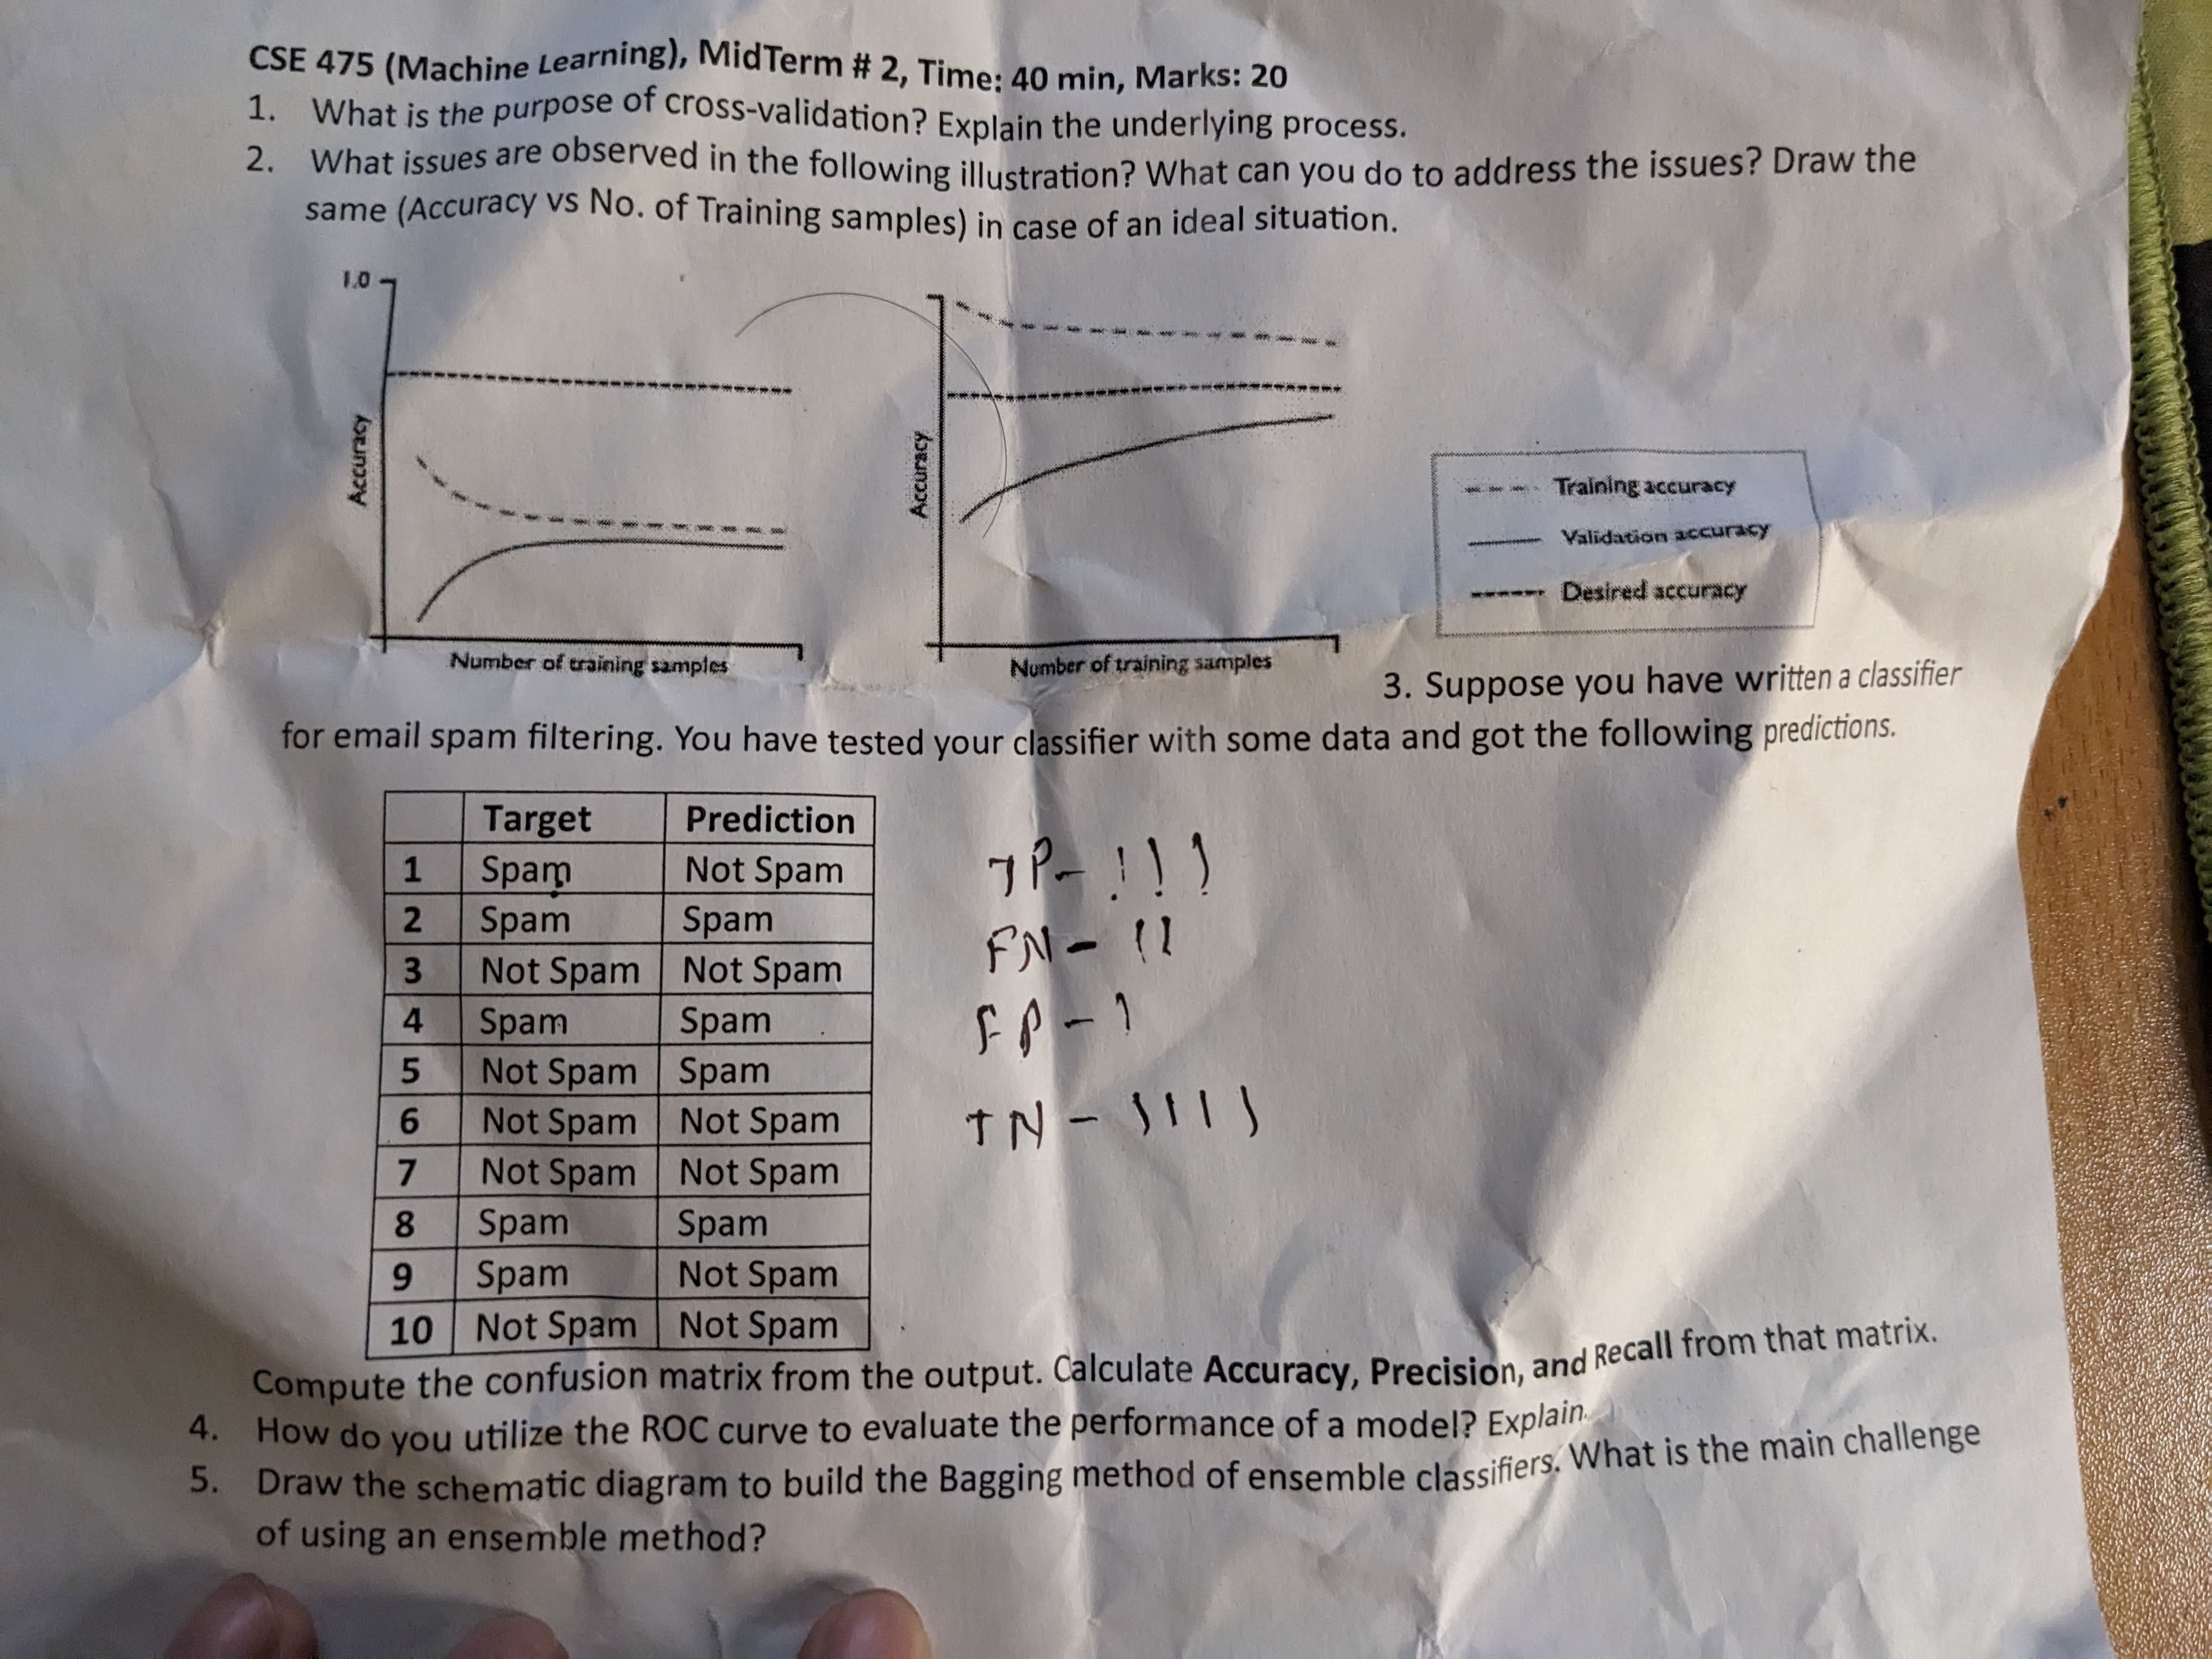 CSE 475 (Machine Learning), MidTerm # 2, Time: 40 min, Marks: 20
1. What is the purpose of cross-validation? Explain the underlying process.
2. What issues are observed in the following illustration? What can you do to address the issues? Draw the
same (Accuracy vs No. of Training samples) in case of an ideal situation.
1.0
Accuracy
Number of training samples
Accuracy
Number of training samples
Training accuracy
Validation accuracy
Desired accuracy
3. Suppose you have written a classifier
for email spam filtering. You have tested your classifier with some data and got the following predictions.
Target Prediction
1 Spam Not Spam
2 Spam Spam
3 Not Spam Not Spam
4 Spam Spam
5 Not Spam Spam
6 Not Spam Not Spam
7 Not Spam Not Spam
8 Spam Spam
9 Spam Not Spam
10 Not Spam Not Spam
TP - | | |
FN - | |
FP - |
TN - | | | |
Compute the confusion matrix from the output. Calculate Accuracy, Precision, and Recall from that matrix.
4. How do you utilize the ROC curve to evaluate the performance of a model? Explain.
5. Draw the schematic diagram to build the Bagging method of ensemble classifiers. What is the main challenge
of using an ensemble method?